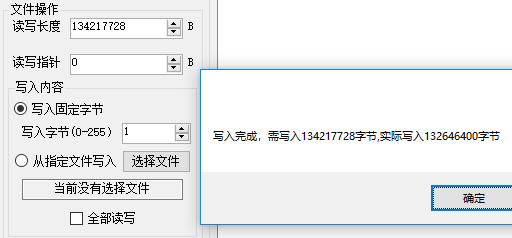 文件操作
读写长度 134217728 B
读写指针 0 B
写入内容
写入固定字节
写入字节(0-255) 1
从指定文件写入 选择文件
当前没有选择文件
全部读写
写入完成，需写入134217728字节,实际写入132646400字节
确定